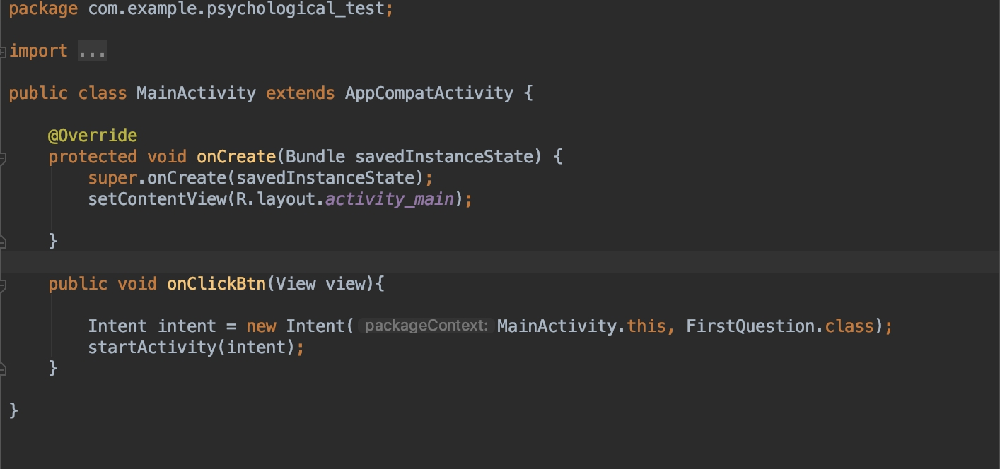 package com.example.psychological_test;
import ...
public class MainActivity extends AppCompatActivity {
@Override
protected void onCreate(Bundle savedInstanceState) {
super.onCreate(savedInstanceState);
setContentView(R.layout.activity_main);
}
public void onClickBtn(View view){
Intent intent = new Intent( packageContext: MainActivity.this, FirstQuestion.class);
startActivity(intent);
}
}